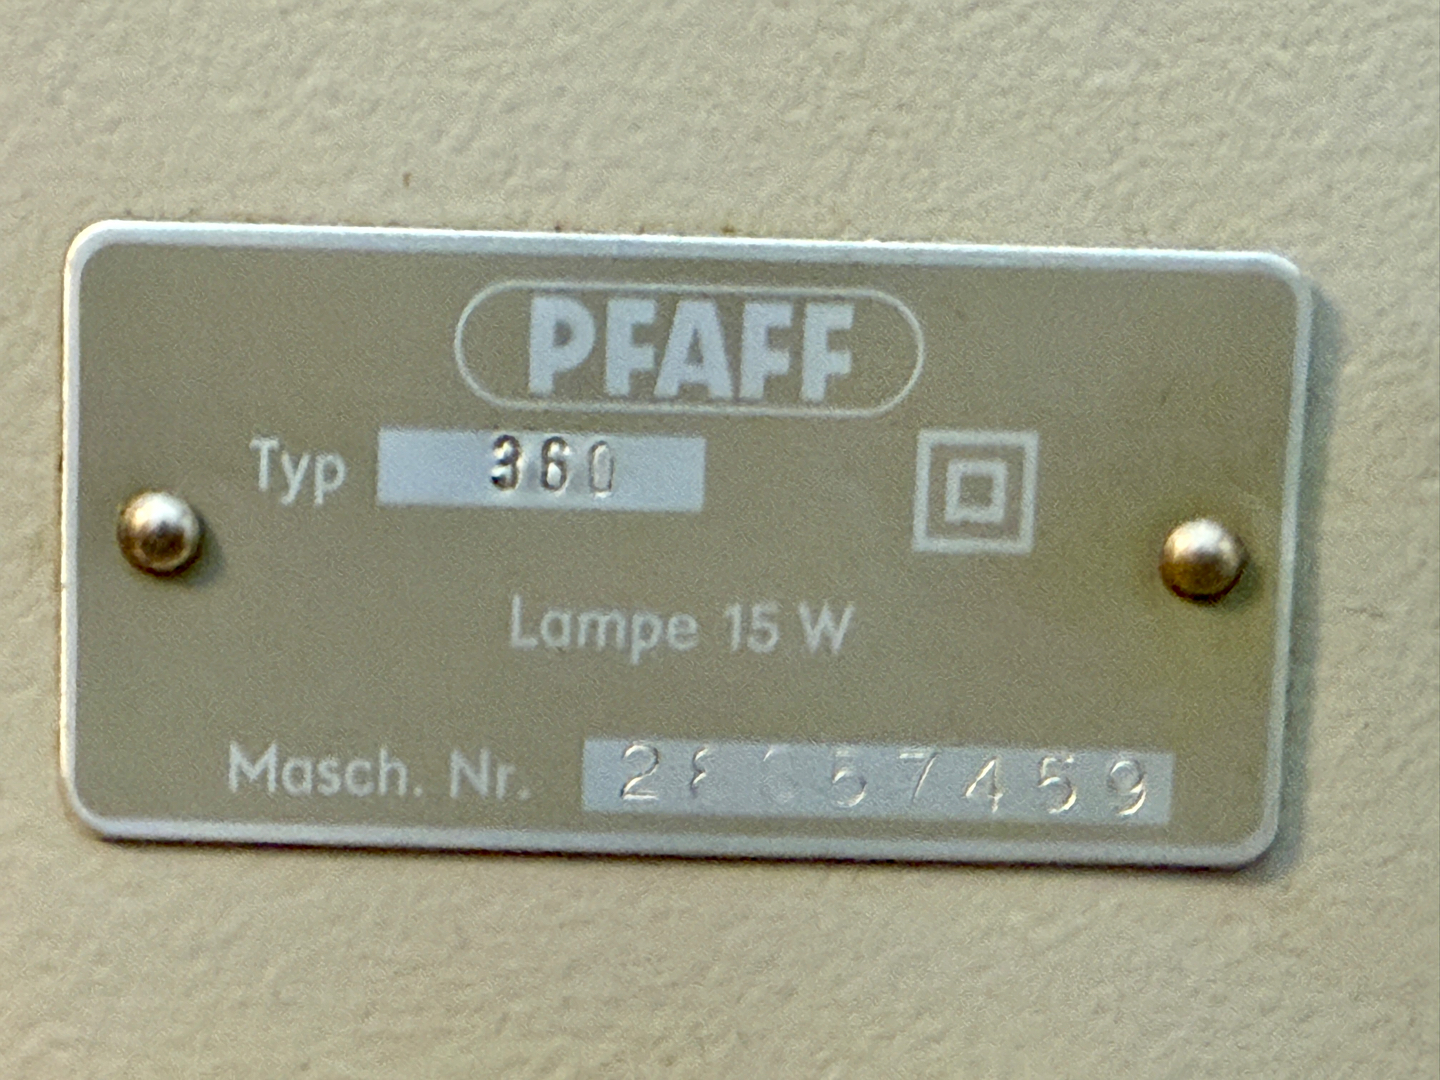 PFAFF
Typ 360
Lampe 15 W
Masch. Nr.